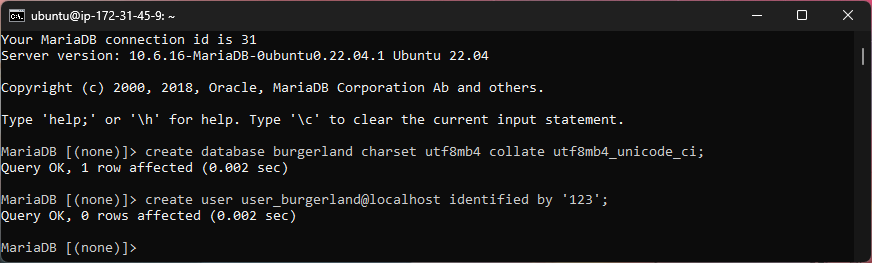 ubuntu@ip-172-31-45-9: ~
Your MariaDB connection id is 31
Server version: 10.6.16-MariaDB-0ubuntu0.22.04.1 Ubuntu 22.04
Copyright (c) 2000, 2018, Oracle, MariaDB Corporation Ab and others.
Type 'help;' or '\h' for help. Type '\c' to clear the current input statement.
MariaDB [(none)]> create database burgerland charset utf8mb4 collate utf8mb4_unicode_ci;
Query OK, 1 row affected (0.002 sec)
MariaDB [(none)]> create user user_burgerland@localhost identified by '123';
Query OK, 0 rows affected (0.002 sec)
MariaDB [(none)]>